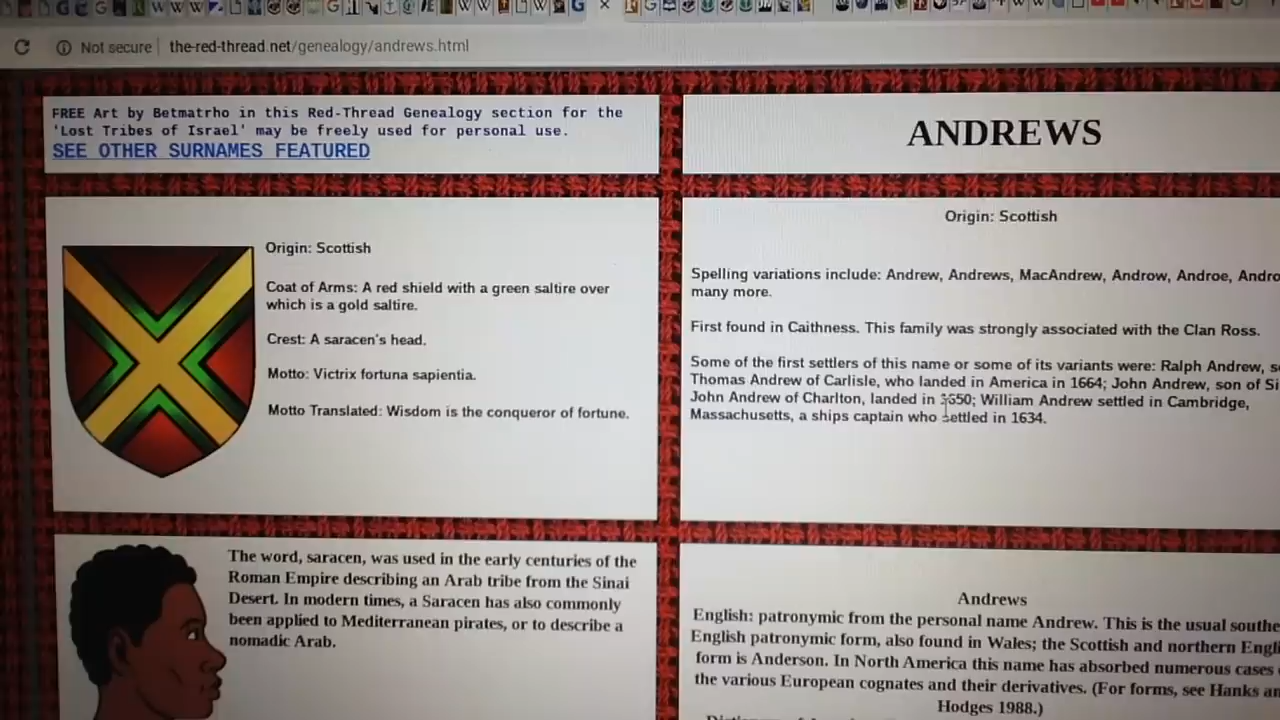 Not secure
the-red-thread.net/genealogy/andrews.html
FREE Art by Betmatrho in this Red-Thread Genealogy section for the
'Lost Tribes of Israel' may be freely used for personal use.
SEE OTHER SURNAMES FEATURED
ANDREWS
Origin: Scottish
Coat of Arms: A red shield with a green saltire over
which is a gold saltire.
Crest: A saracen's head.
Motto: Victrix fortuna sapientia.
Motto Translated: Wisdom is the conqueror of fortune.
Origin: Scottish
Spelling variations include: Andrew, Andrews, MacAndrew, Androw, Androe, Andro
many more.
First found in Caithness. This family was strongly associated with the Clan Ross.
Some of the first settlers of this name or some of its variants were: Ralph Andrew, s
Thomas Andrew of Carlisle, who landed in America in 1664; John Andrew, son of Si
John Andrew of Charlton, landed in 1650; William Andrew settled in Cambridge,
Massachusetts, a ships captain who settled in 1634.
The word, saracen, was used in the early centuries of the
Roman Empire describing an Arab tribe from the Sinai
Desert. In modern times, a Saracen has also commonly
been applied to Mediterranean pirates, or to describe a
nomadic Arab.
Andrews
English: patronymic from the personal name Andrew. This is the usual southe
English patronymic form, also found in Wales; the Scottish and northern Engli
form is Anderson. In North America this name has absorbed numerous cases
the various European cognates and their derivatives. (For forms, see Hanks an
Hodges 1988.)